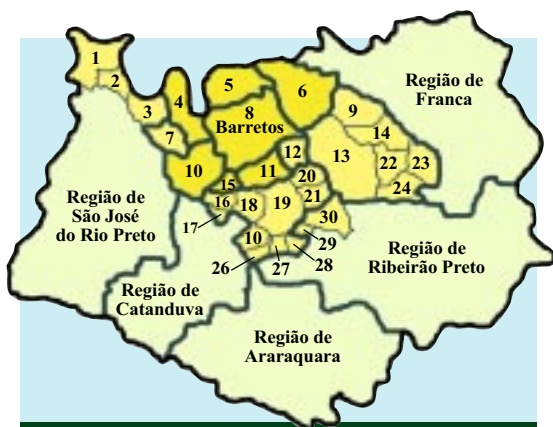 1
2
3
4
5
6
7
8
Barretos
9
10
11
12
13
14
15
16
17
18
19
20
21
22
23
24
10
26
27
28
29
30
Região de
Franca
Região de
São José
do Rio Preto
Região de
Catanduva
Região de
Ribeirão Preto
Região de
Araraquara